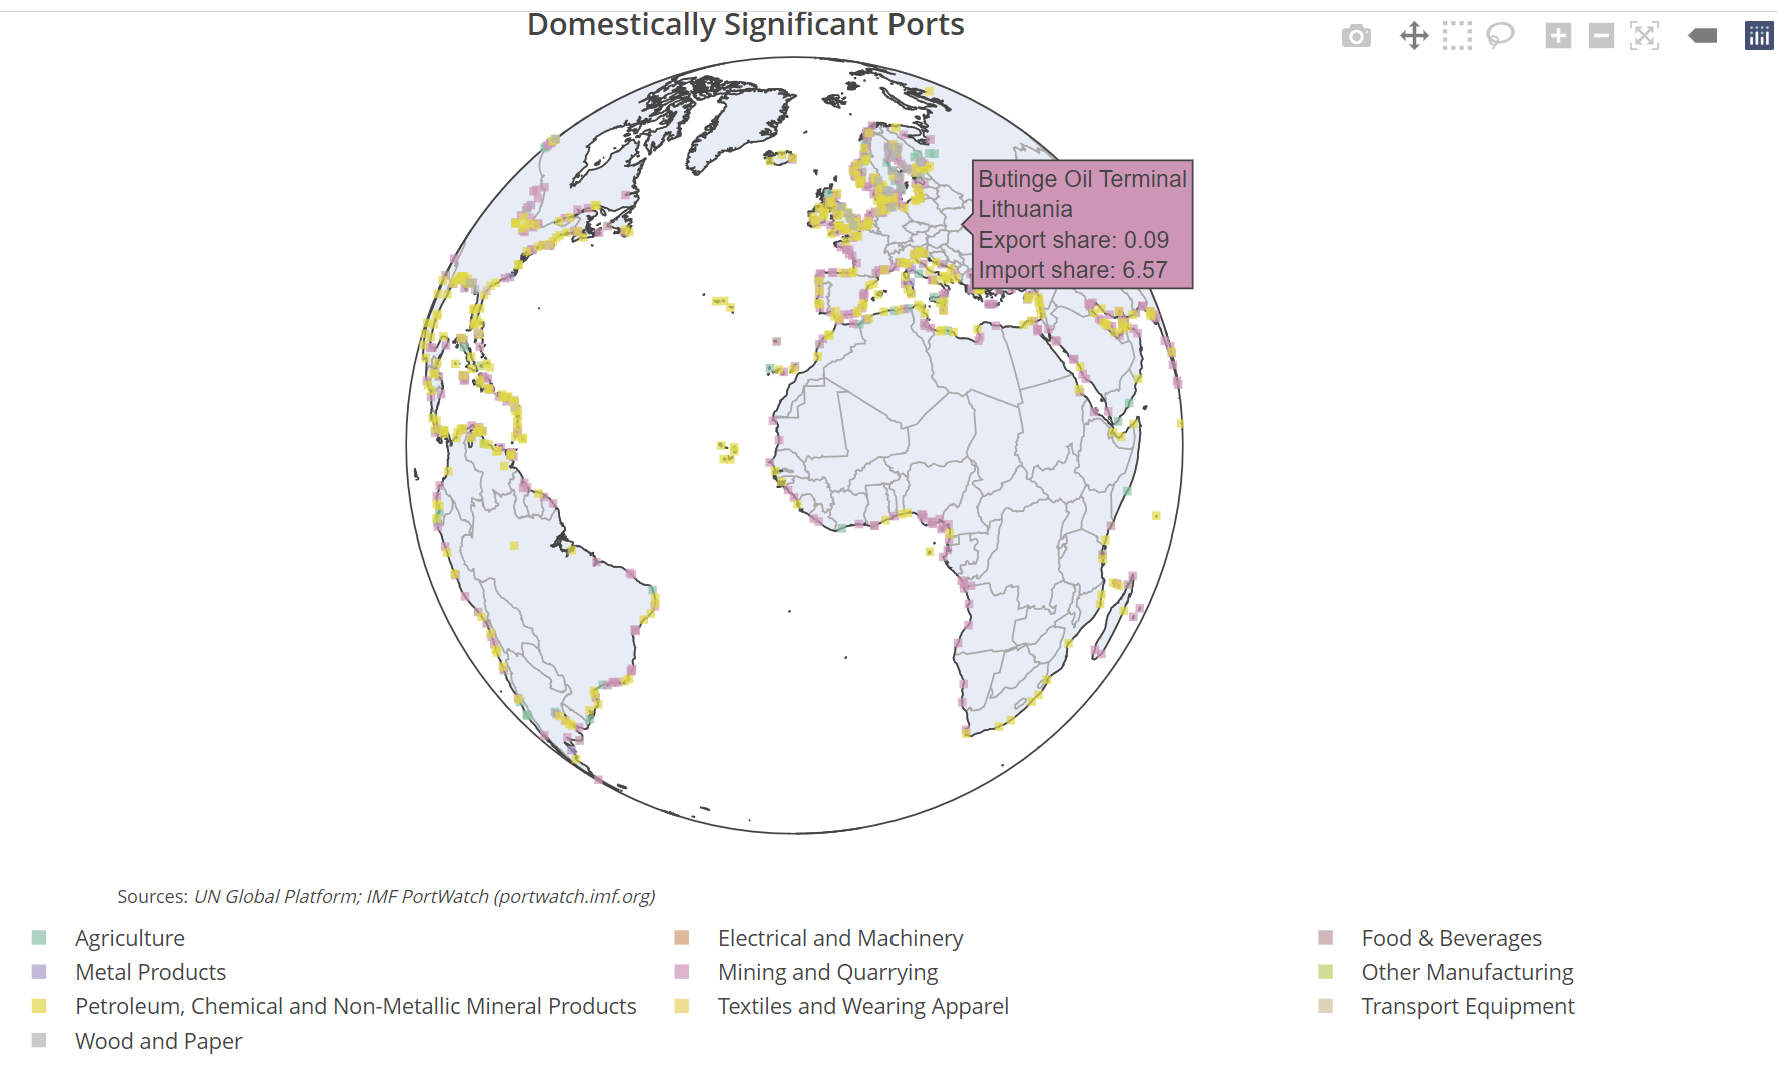 Domestically Significant Ports
Butinge Oil Terminal
Lithuania
Export share: 0.09
Import share: 6.57
Sources: UN Global Platform; IMF PortWatch (portwatch.imf.org)
Agriculture
Electrical and Machinery
Food & Beverages
Metal Products
Mining and Quarrying
Other Manufacturing
Petroleum, Chemical and Non-Metallic Mineral Products
Textiles and Wearing Apparel
Transport Equipment
Wood and Paper